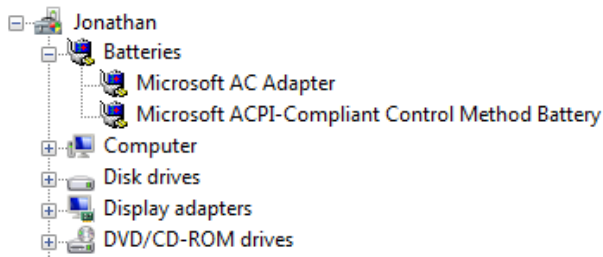 Jonathan
Batteries
Microsoft AC Adapter
Microsoft ACPI-Compliant Control Method Battery
Computer
Disk drives
Display adapters
DVD/CD-ROM drives